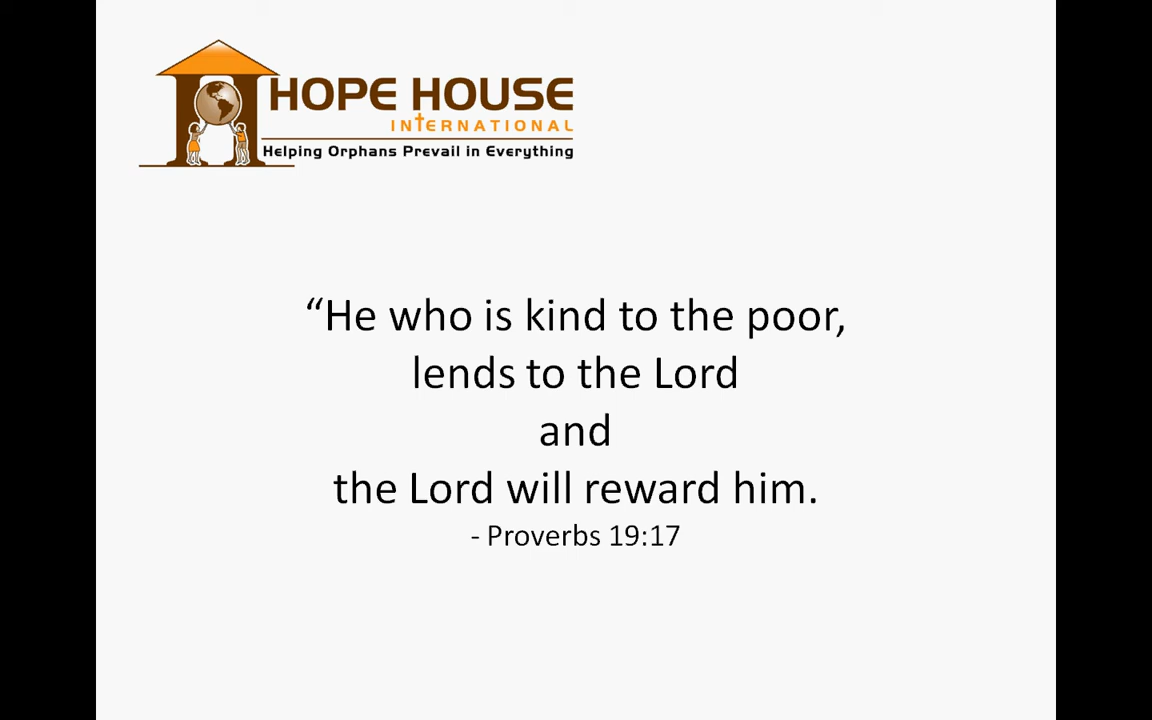 HOPE HOUSE
INTERNATIONAL
Helping Orphans Prevail in Everything
“He who is kind to the poor,
lends to the Lord
and
the Lord will reward him.
- Proverbs 19:17